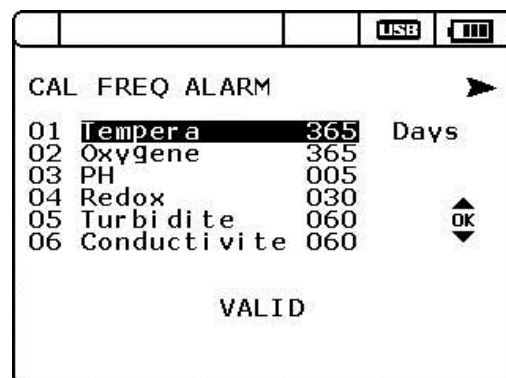 USB
CAL FREQ ALARM
01 Tempera 365 Days
02 Oxygene 365
03 PH 005
04 Redox 030
05 Turbidite 060 OK
06 Conductivite 060
VALID